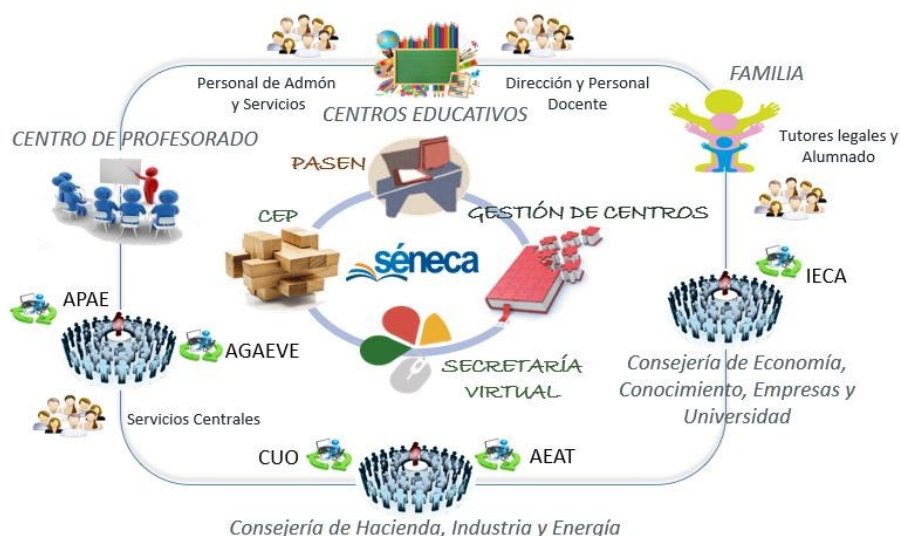 Personal de Admón
y Servicios
CENTROS EDUCATIVOS
Dirección y Personal
Docente
FAMILIA
Tutores legales y
Alumnado
CENTRO DE PROFESORADO
PASEN
CEP
GESTIÓN DE CENTROS
séneca
SECRETARÍA
VIRTUAL
IECA
Consejería de Economía,
Conocimiento, Empresas y
Universidad
APAE
AGAEVE
Servicios Centrales
CUO
AEAT
Consejería de Hacienda, Industria y Energía